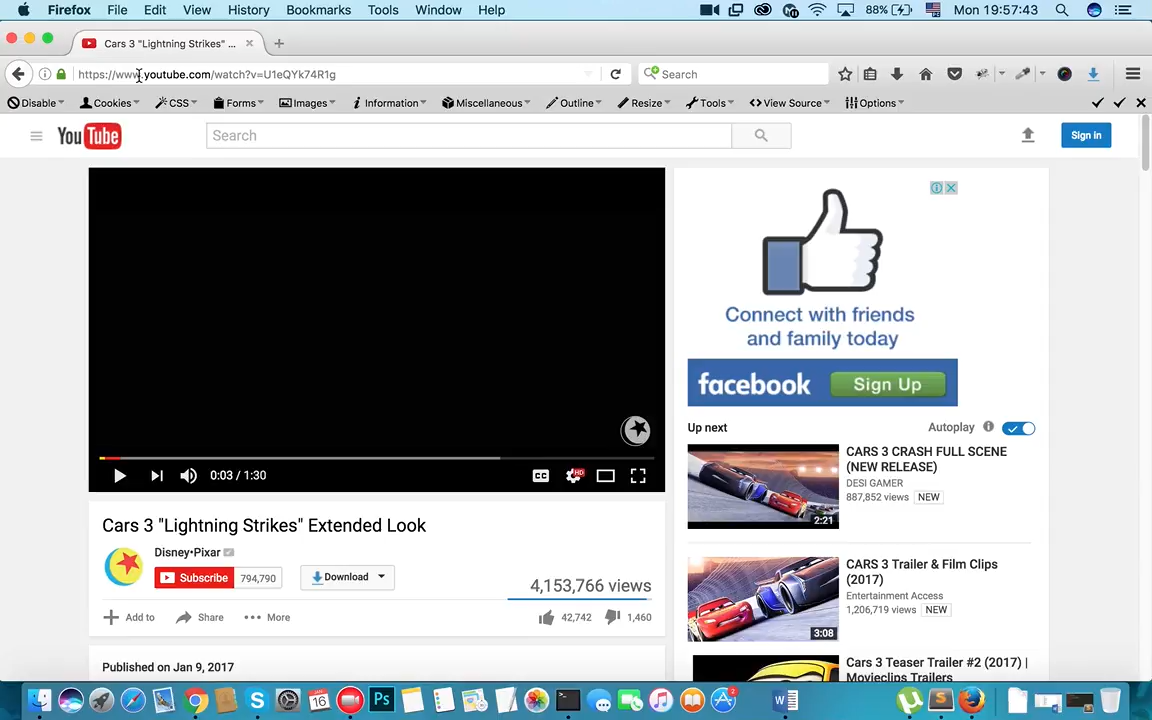 Firefox File Edit View History Bookmarks Tools Window Help
88% Mon 19:57:43
Cars 3 "Lightning Strikes" ...
https://www.youtube.com/watch?v=U1eQYk74R1g
Search
Disable Cookies CSS Forms Images Information Miscellaneous Outline Resize Tools View Source Options
YouTube
Search
Sign in
0:03 / 1:30
CC
HD
Cars 3 "Lightning Strikes" Extended Look
Disney•Pixar
Subscribe 794,790
Download
4,153,766 views
Add to Share More
42,742 1,460
Published on Jan 9, 2017
Connect with friends
and family today
facebook Sign Up
Up next Autoplay
2:21
CARS 3 CRASH FULL SCENE
(NEW RELEASE)
DESI GAMER
887,852 views NEW
3:08
CARS 3 Trailer & Film Clips
(2017)
Entertainment Access
1,206,719 views NEW
Cars 3 Teaser Trailer #2 (2017) |
Movieclips Trailers
16
Ps
2